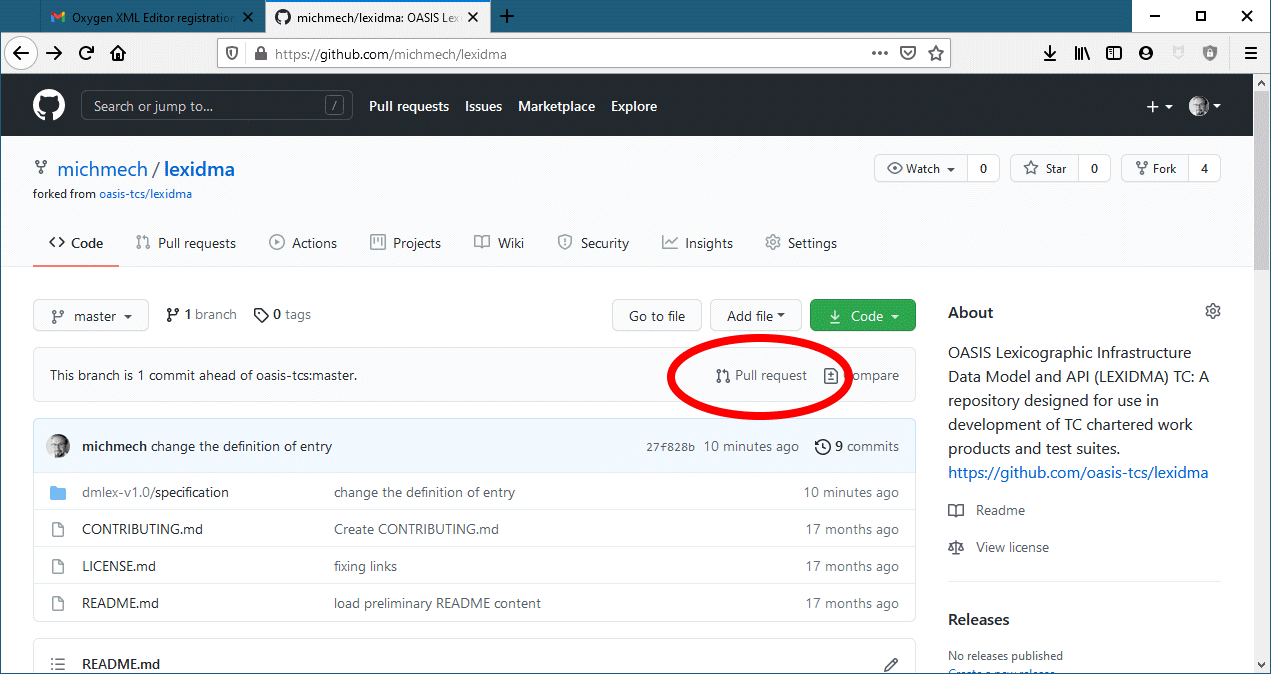 Oxygen XML Editor registration
michmech/lexidma: OASIS Lex
https://github.com/michmech/lexidma
Search or jump to... /
Pull requests Issues Marketplace Explore
michmech / lexidma
forked from oasis-tcs/lexidma
Watch 0 Star 0 Fork 4
Code Pull requests Actions Projects Wiki Security Insights Settings
master 1 branch 0 tags Go to file Add file Code
This branch is 1 commit ahead of oasis-tcs:master. Pull request ompare
michmech change the definition of entry 27f828b 10 minutes ago 9 commits
dmlex-v1.0/specification change the definition of entry 10 minutes ago
CONTRIBUTING.md Create CONTRIBUTING.md 17 months ago
LICENSE.md fixing links 17 months ago
README.md load preliminary README content 17 months ago
README.md
About
OASIS Lexicographic Infrastructure
Data Model and API (LEXIDMA) TC: A
repository designed for use in
development of TC chartered work
products and test suites.
https://github.com/oasis-tcs/lexidma
Readme
View license
Releases
No releases published
Create a new release